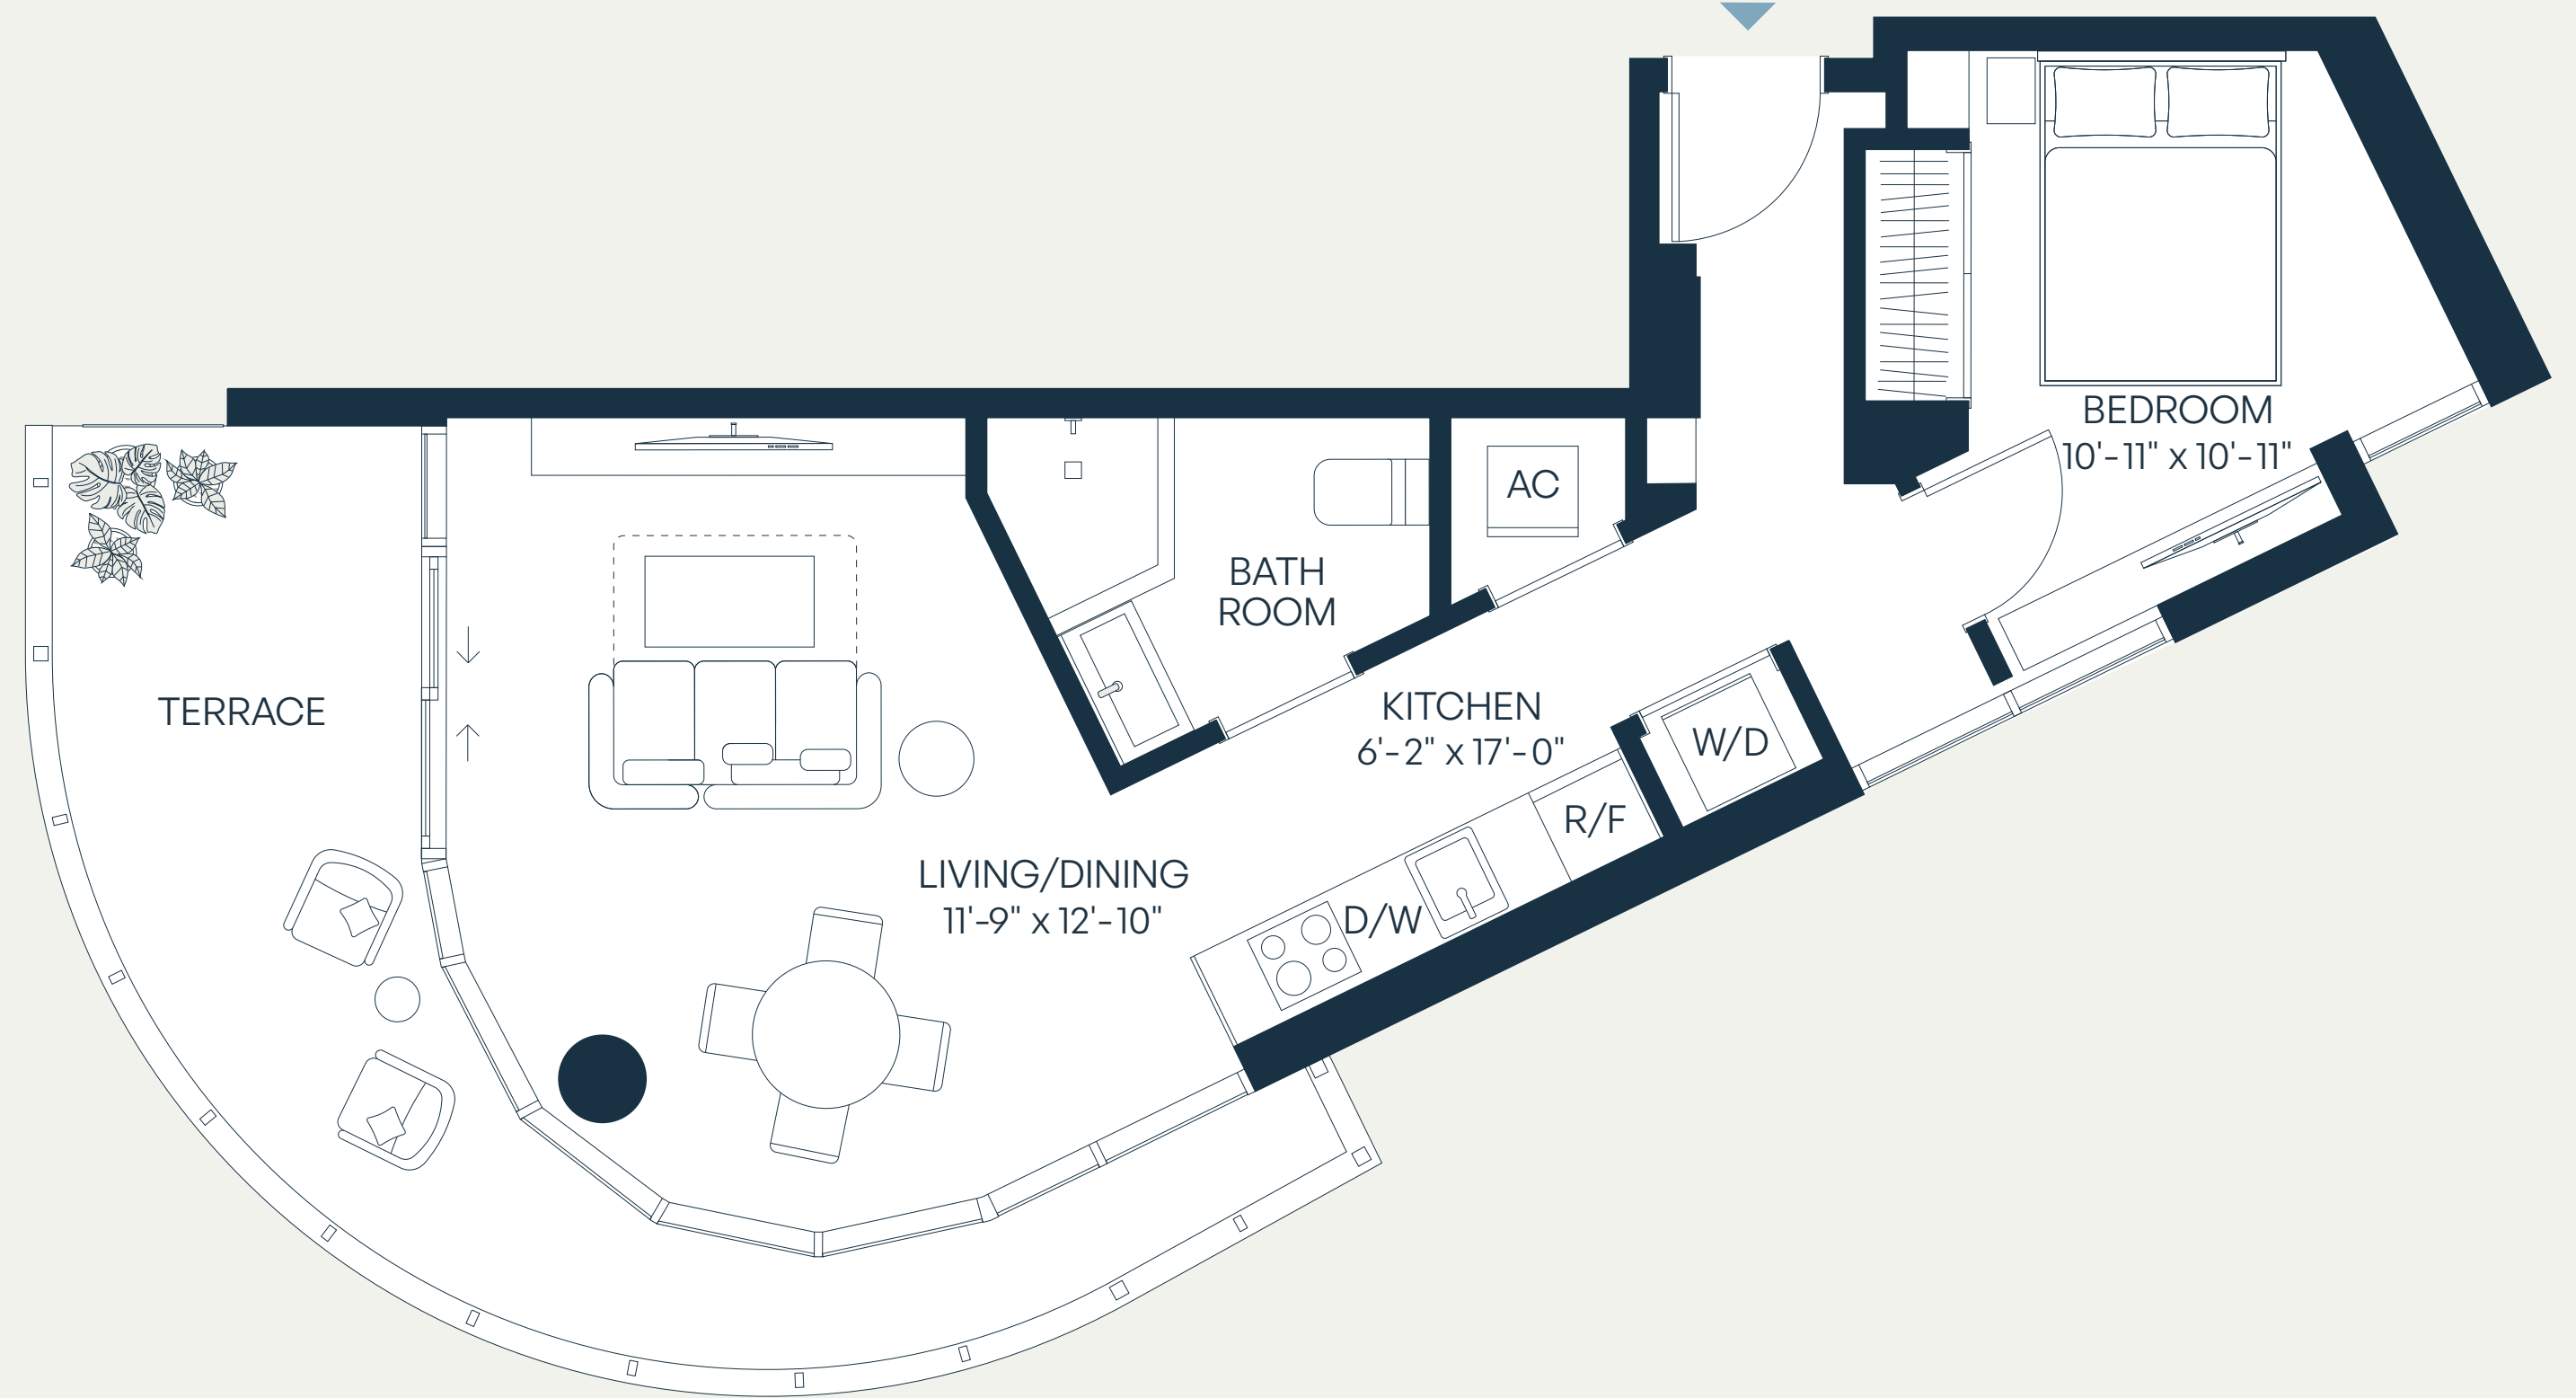 BEDROOM
10'-11" x 10'-11"
AC
BATH
ROOM
KITCHEN
6'-2" x 17'-0"
W/D
TERRACE
R/F
LIVING/DINING
11'-9" x 12'-10"
D/W